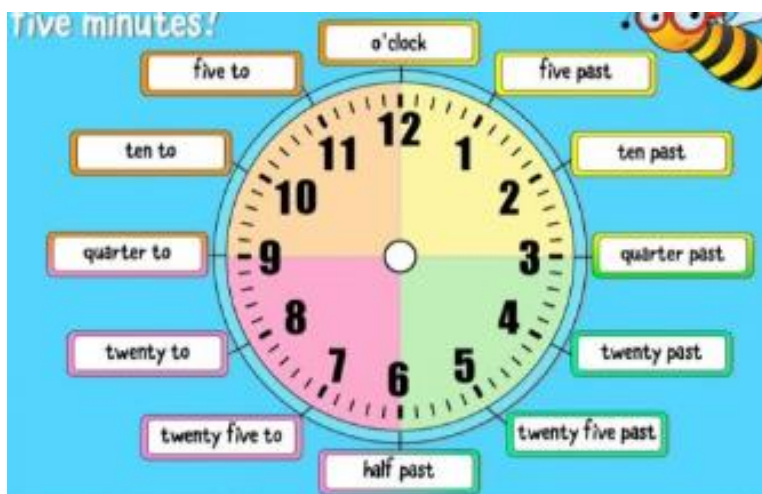 five minutes!
o'clock
five to
five past
ten to
ten past
quarter to
quarter past
twenty to
twenty past
twenty five to
twenty five past
half past
12
11
1
10
2
9
3
8
4
7
5
6